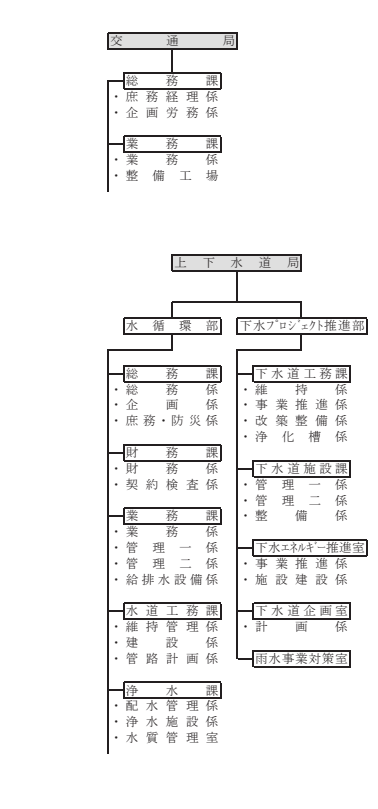 交通局
総務課
・庶務経理係
・企画労務係
業務課
・業務係
・整備工場
上下水道局
水循環部
総務課
・総務係
・企画係
・庶務・防災係
財務課
・財務係
・契約検査係
業務課
・業務係
・管理一係
・管理二係
・給排水設備係
水道工務課
・維持管理係
・建設係
・管路計画係
浄水課
・配水管理係
・浄水施設係
・水質管理室
下水プロジェクト推進部
下水道工務課
・維持係
・事業推進係
・改築整備係
・浄化槽係
下水道施設課
・管理一係
・管理二係
・整備係
下水エネルギー推進室
・事業推進係
・施設建設係
下水道企画室
・計画係
雨水事業対策室